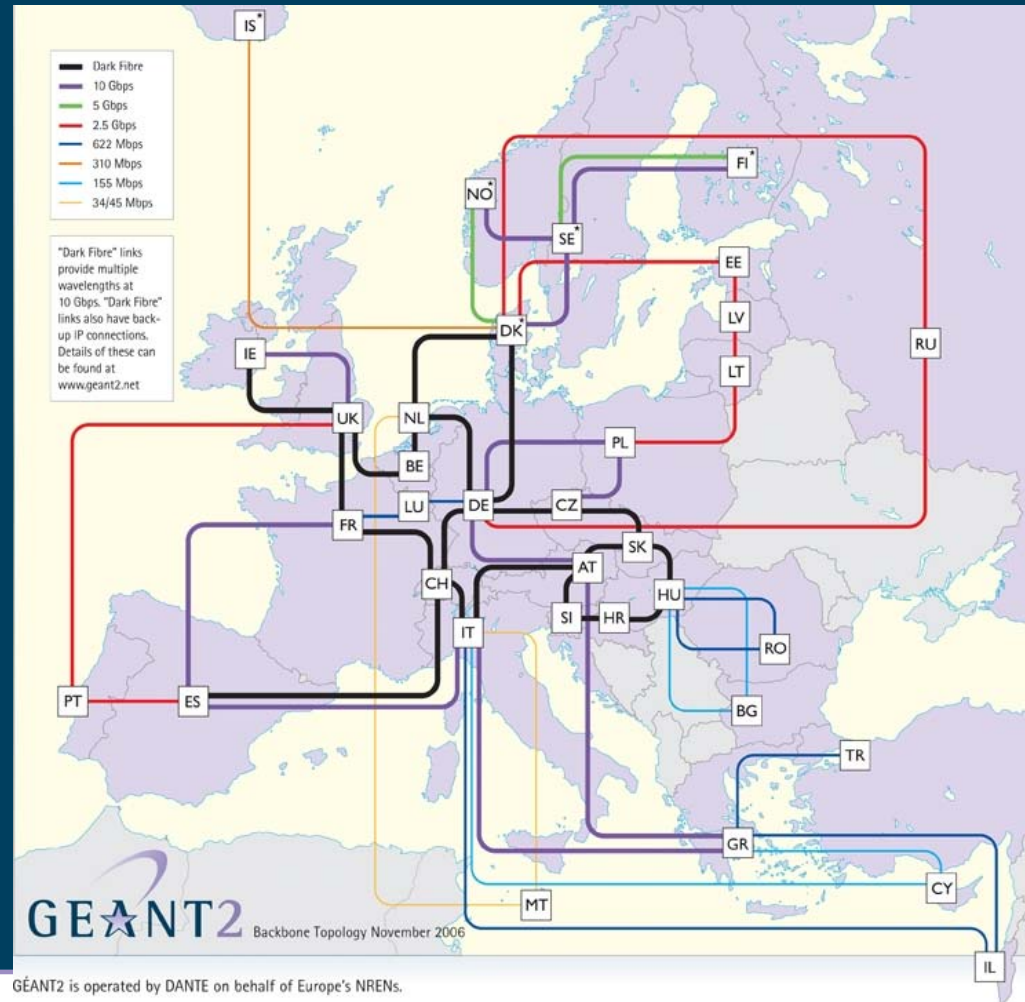 IS*
Dark Fibre
10 Gbps
5 Gbps
2.5 Gbps
622 Mbps
310 Mbps
155 Mbps
34/45 Mbps
"Dark Fibre" links
provide multiple
wavelengths at
10 Gbps. "Dark Fibre"
links also have back-
up IP connections.
Details of these can
be found at
www.geant2.net
FI*
NO*
SE*
EE
LV
DK*
RU
IE
LT
UK
NL
PL
BE
LU
DE
CZ
FR
SK
CH
AT
HU
SI
HR
IT
RO
PT
ES
BG
TR
GR
CY
MT
GEANT2 Backbone Topology November 2006
IL
GÉANT2 is operated by DANTE on behalf of Europe's NRENs.